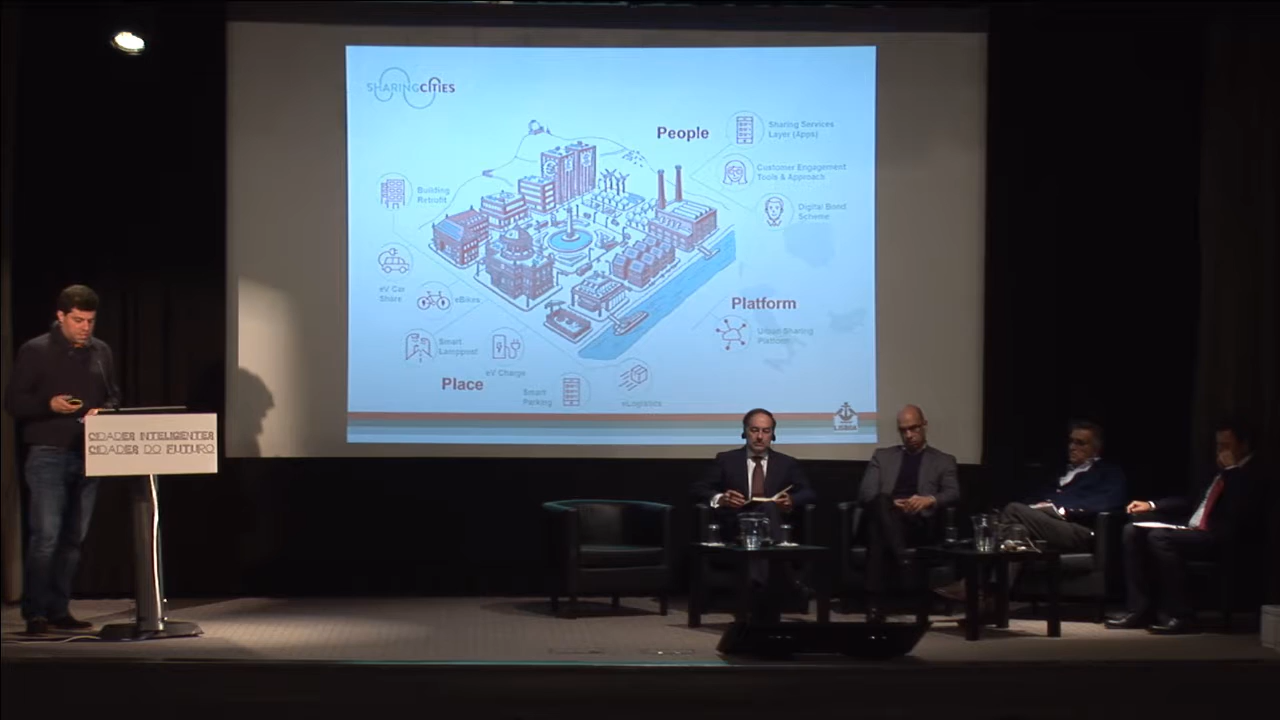 SHARINGCITIES
People
Sharing Services
Layer (Apps)
Customer Engagement
Tools & Approach
Digital Bond
Scheme
Building
Retrofit
eV Car
Share
eBikes
Smart
Lamppost
eV Charge
Place
Smart
Parking
eLogistics
Platform
Urban Sharing
Platform
LISBOA
CIDADES INTELIGENTES
CIDADES DO FUTURO